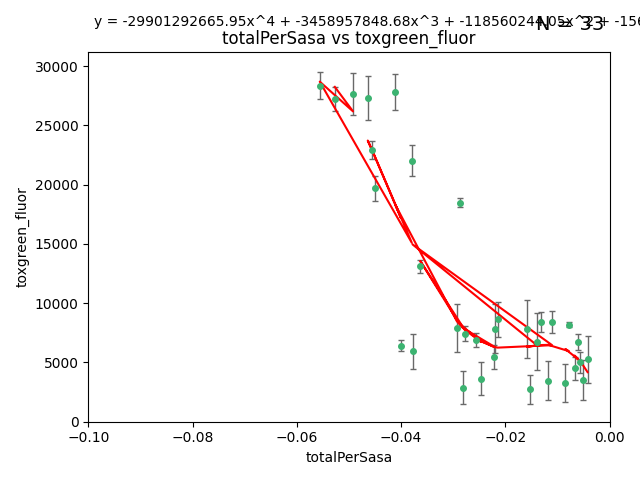 y = -29901292665.95x^4 + -3458957848.68x^3 + -118560244.05x^2 + -156
N = 33
totalPerSasa vs toxgreen_fluor
30000
25000
20000
15000
10000
5000
0
toxgreen_fluor
−0.10 −0.08 −0.06 −0.04 −0.02 0.00
totalPerSasa